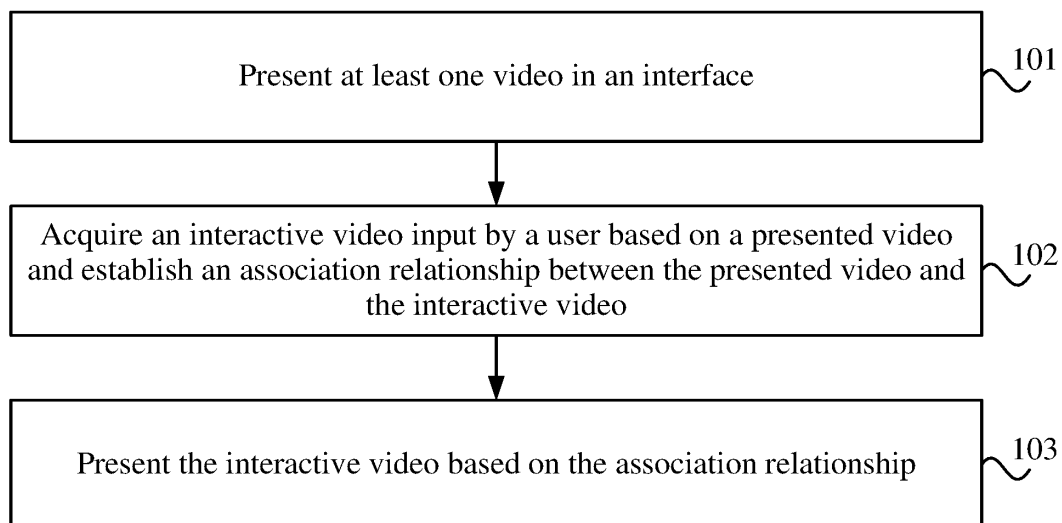 Present at least one video in an interface
101
Acquire an interactive video input by a user based on a presented video
and establish an association relationship between the presented video and
the interactive video
102
Present the interactive video based on the association relationship
103